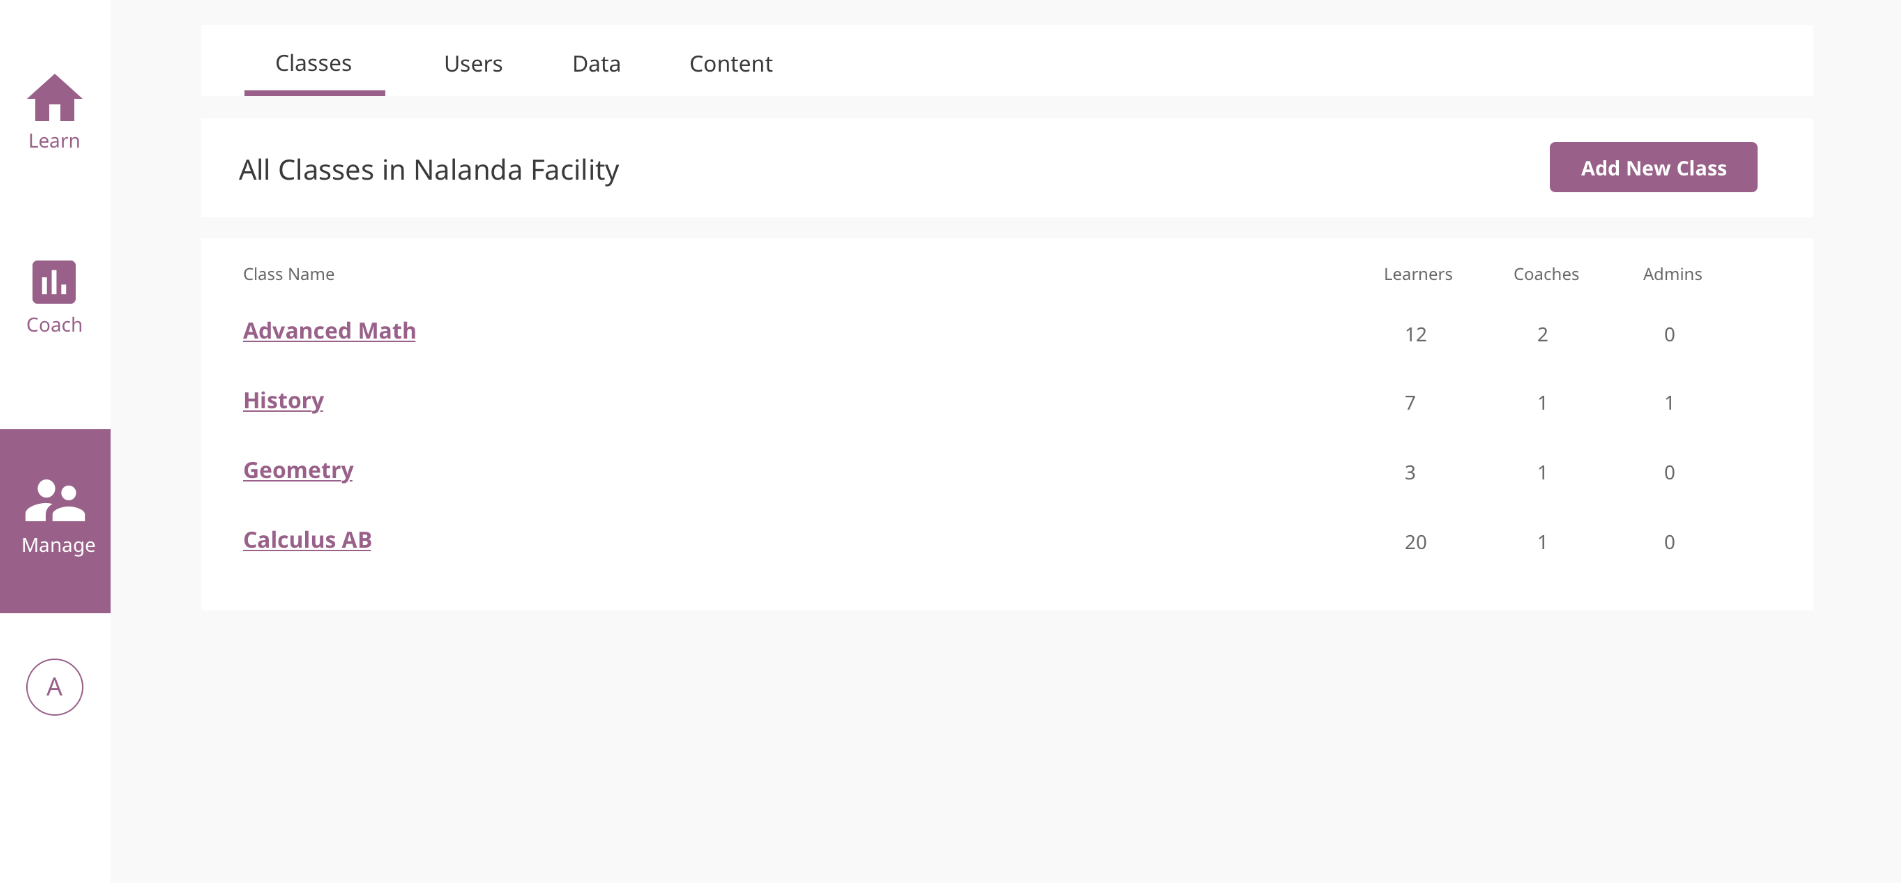 Learn
Coach
Manage
A
Classes Users Data Content
All Classes in Nalanda Facility
Add New Class
Class Name Learners Coaches Admins
Advanced Math 12 2 0
History 7 1 1
Geometry 3 1 0
Calculus AB 20 1 0